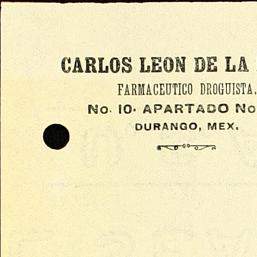 CARLOS LEON DE LA
FARMACEUTICO DROGUISTA.
No. 10. APARTADO No
DURANGO, MEX.